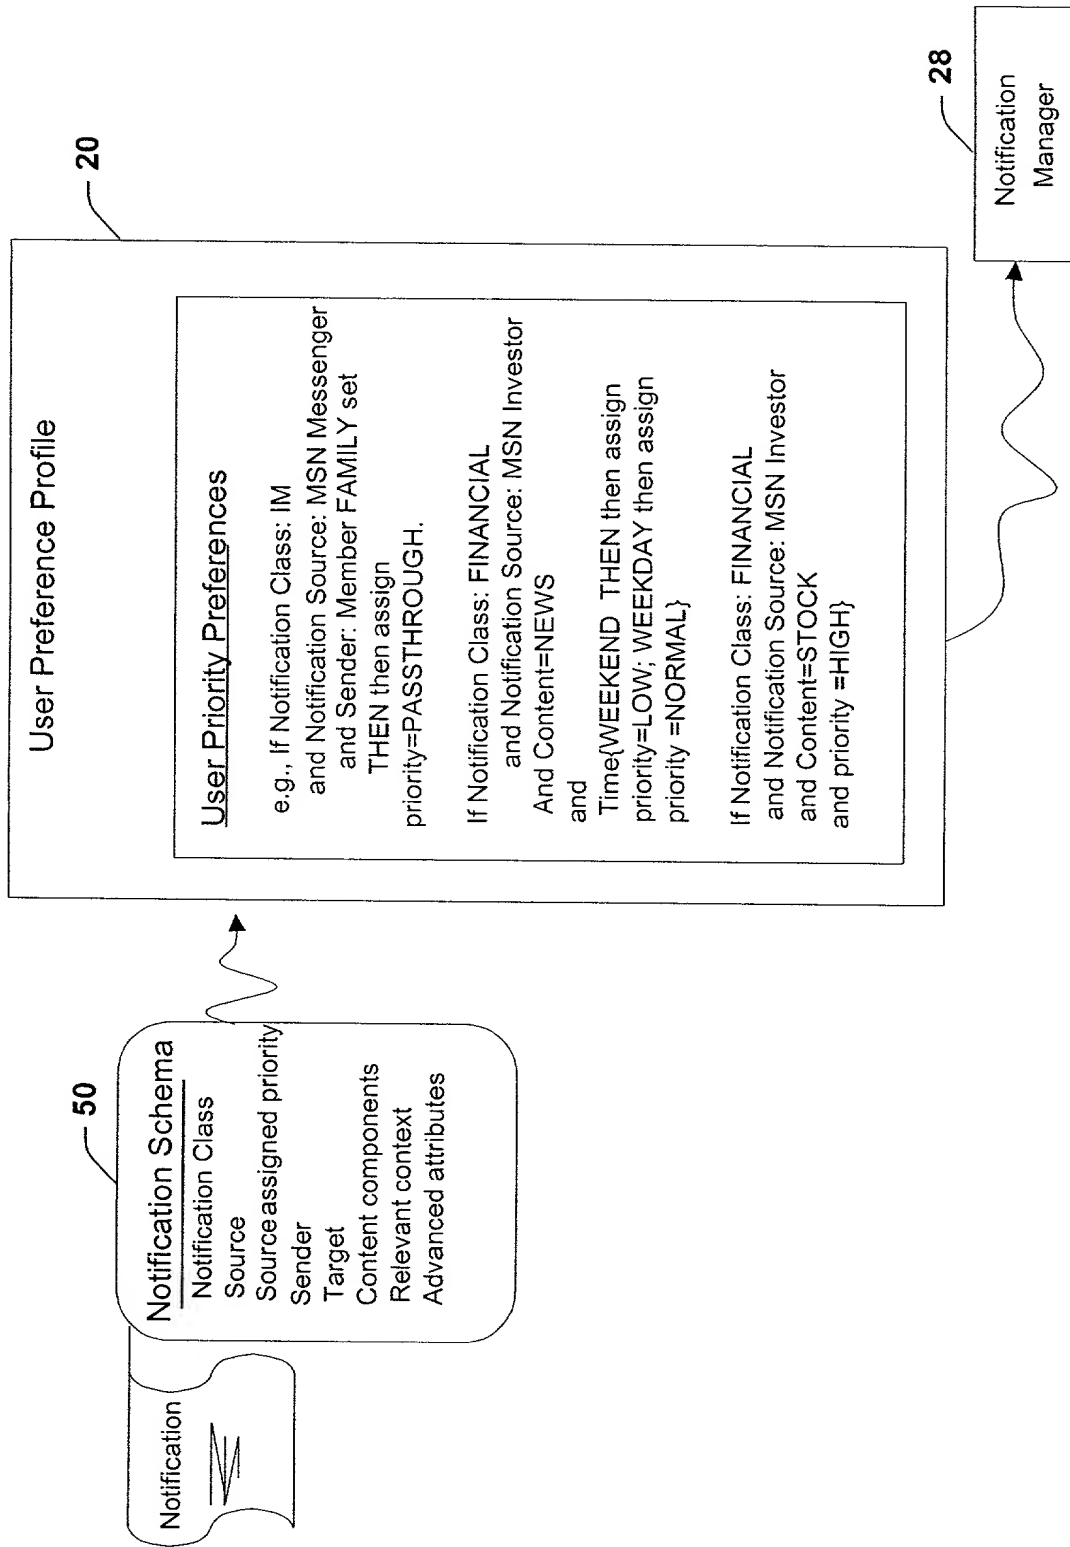 Notification
50
Notification Schema
Notification Class
Source
Source assigned priority
Sender
Target
Content components
Relevant context
Advanced attributes
20
User Preference Profile
User Priority Preferences
e.g., If Notification Class: IM
and Notification Source: MSN Messenger
and Sender: Member FAMILY set
THEN then assign
priority=PASSTHROUGH.
If Notification Class: FINANCIAL
and Notification Source: MSN Investor
And Content=NEWS
and
Time{WEEKEND THEN then assign
priority=LOW; WEEKDAY then assign
priority =NORMAL}
If Notification Class: FINANCIAL
and Notification Source: MSN Investor
and Content=STOCK
and priority =HIGH}
28
Notification
Manager